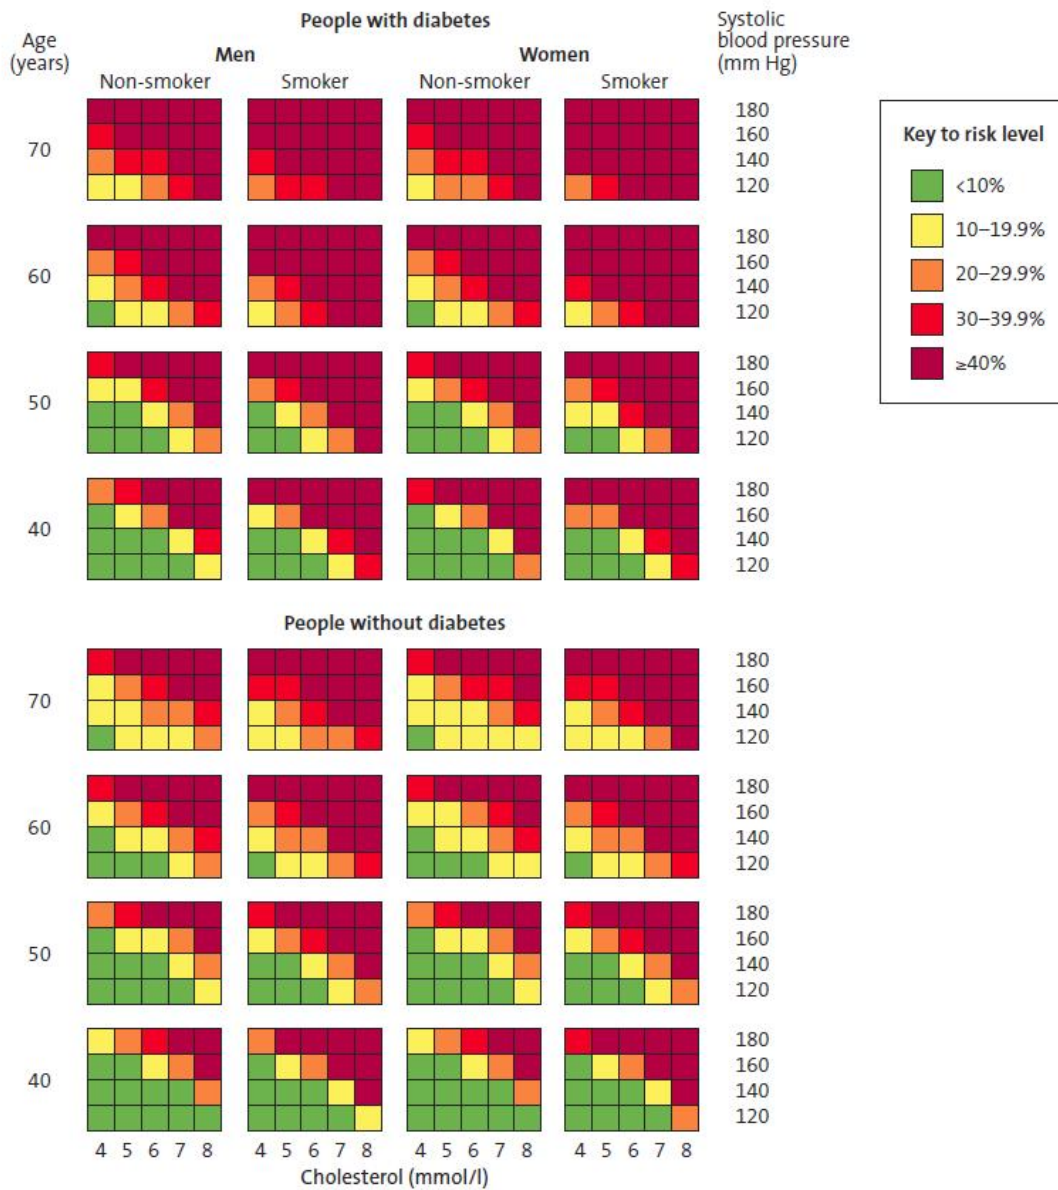 People with diabetes
Age
(years)
Men
Women
Systolic
blood pressure
(mm Hg)
Non-smoker
Smoker
Non-smoker
Smoker
70
180
160
140
120
60
180
160
140
120
50
180
160
140
120
40
180
160
140
120
Key to risk level
<10%
10–19.9%
20–29.9%
30–39.9%
≥40%
People without diabetes
70
180
160
140
120
60
180
160
140
120
50
180
160
140
120
40
180
160
140
120
4 5 6 7 8
4 5 6 7 8
4 5 6 7 8
4 5 6 7 8
Cholesterol (mmol/l)